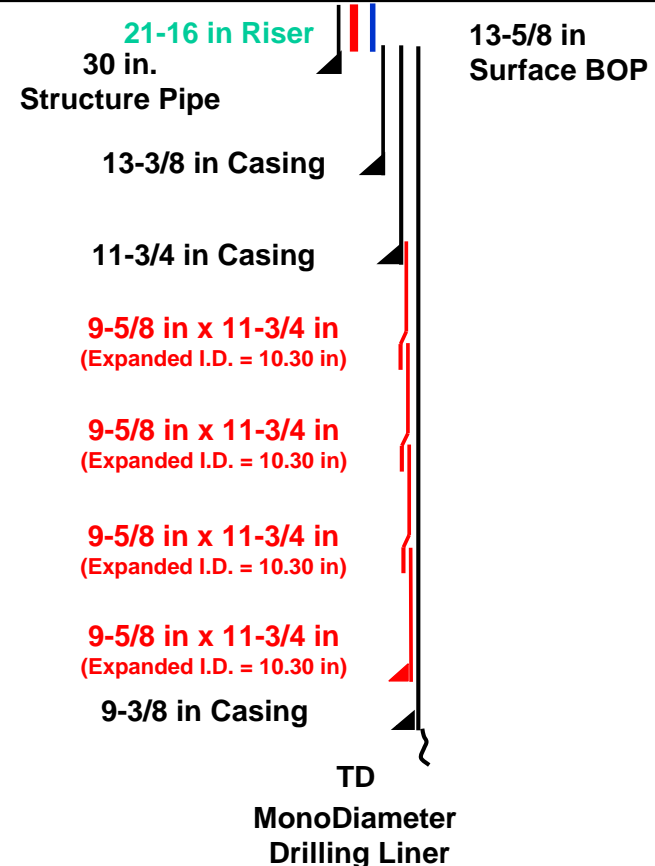 21-16 in Riser
13-5/8 in
Surface BOP
30 in.
Structure Pipe
13-3/8 in Casing
11-3/4 in Casing
9-5/8 in x 11-3/4 in
(Expanded I.D. = 10.30 in)
9-5/8 in x 11-3/4 in
(Expanded I.D. = 10.30 in)
9-5/8 in x 11-3/4 in
(Expanded I.D. = 10.30 in)
9-5/8 in x 11-3/4 in
(Expanded I.D. = 10.30 in)
9-3/8 in Casing
TD
MonoDiameter
Drilling Liner